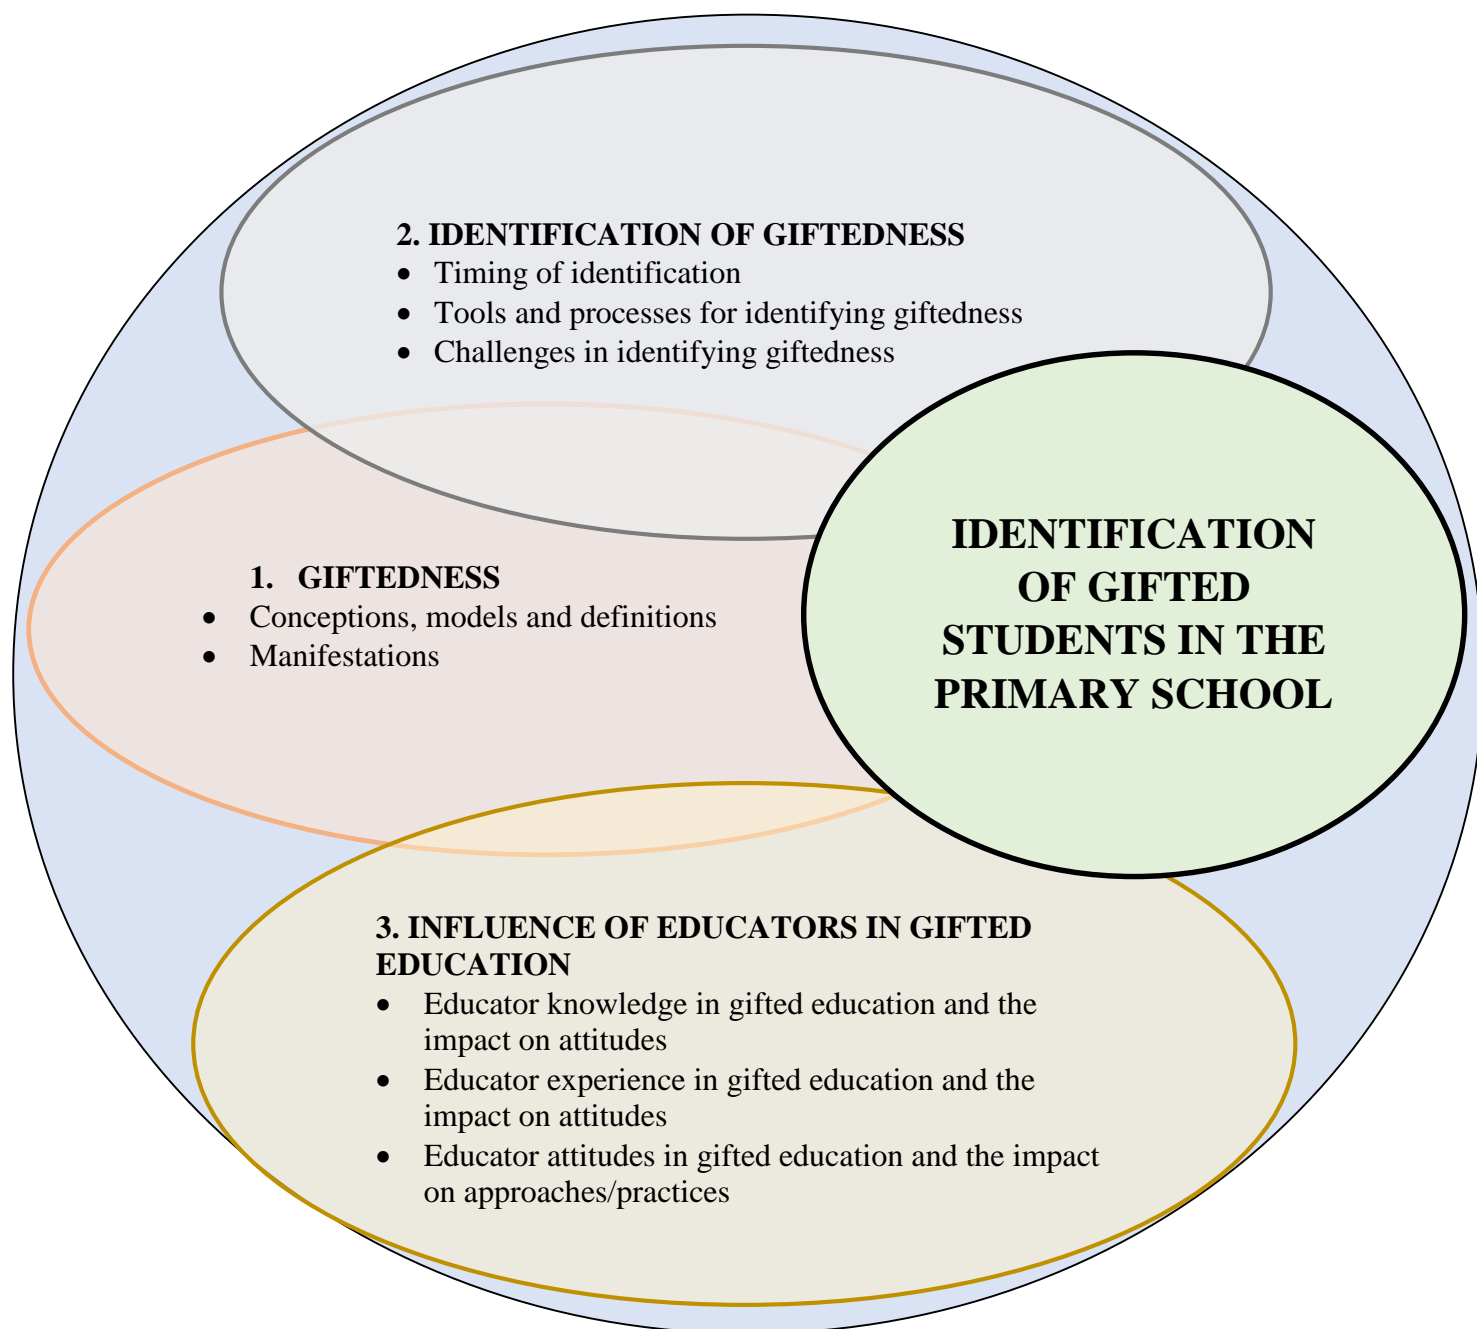 2. IDENTIFICATION OF GIFTEDNESS
• Timing of identification
• Tools and processes for identifying giftedness
• Challenges in identifying giftedness
1. GIFTEDNESS
• Conceptions, models and definitions
• Manifestations
IDENTIFICATION
OF GIFTED
STUDENTS IN THE
PRIMARY SCHOOL
3. INFLUENCE OF EDUCATORS IN GIFTED
EDUCATION
• Educator knowledge in gifted education and the
impact on attitudes
• Educator experience in gifted education and the
impact on attitudes
• Educator attitudes in gifted education and the impact
on approaches/practices